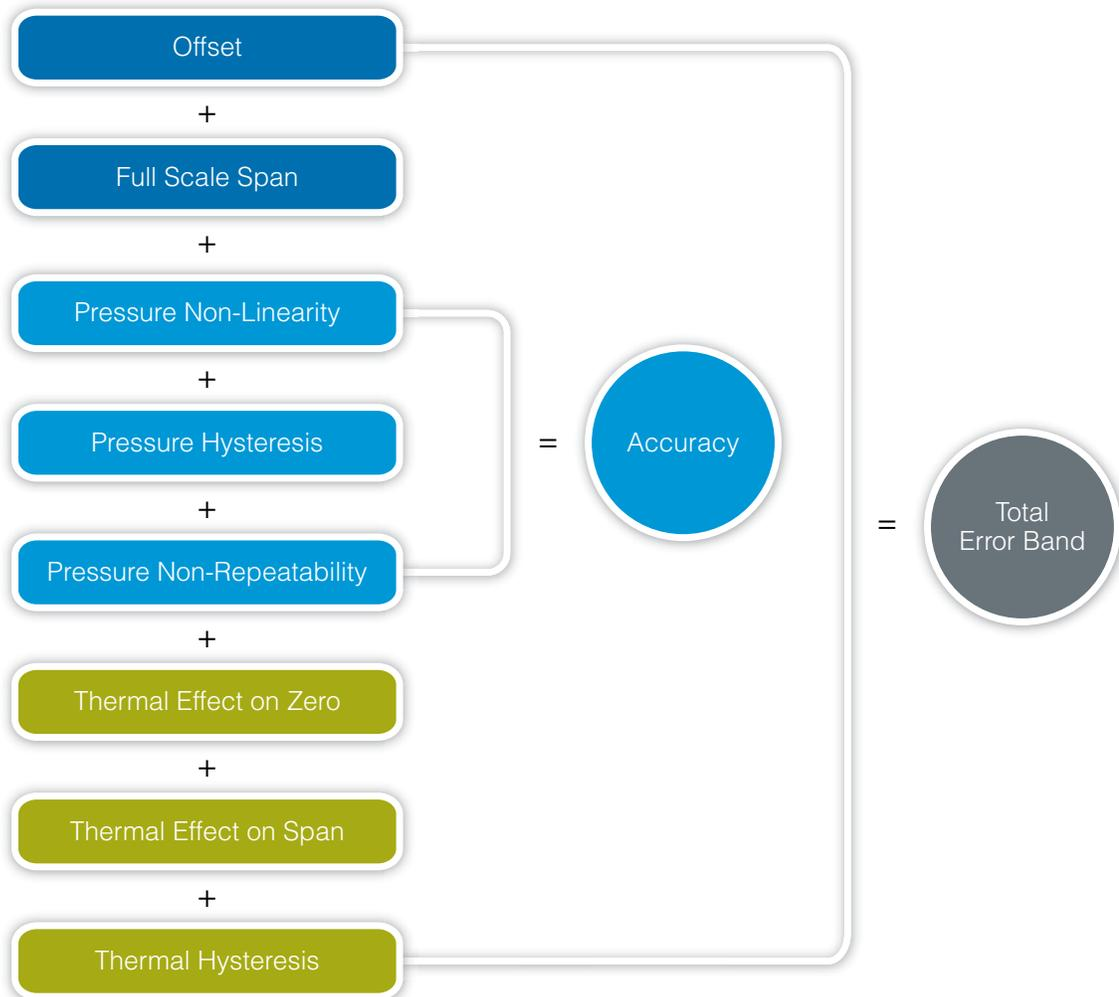 Offset
+
Full Scale Span
+
Pressure Non-Linearity
+
Pressure Hysteresis
=
Accuracy
+
Pressure Non-Repeatability
=
Total
Error Band
+
Thermal Effect on Zero
+
Thermal Effect on Span
+
Thermal Hysteresis